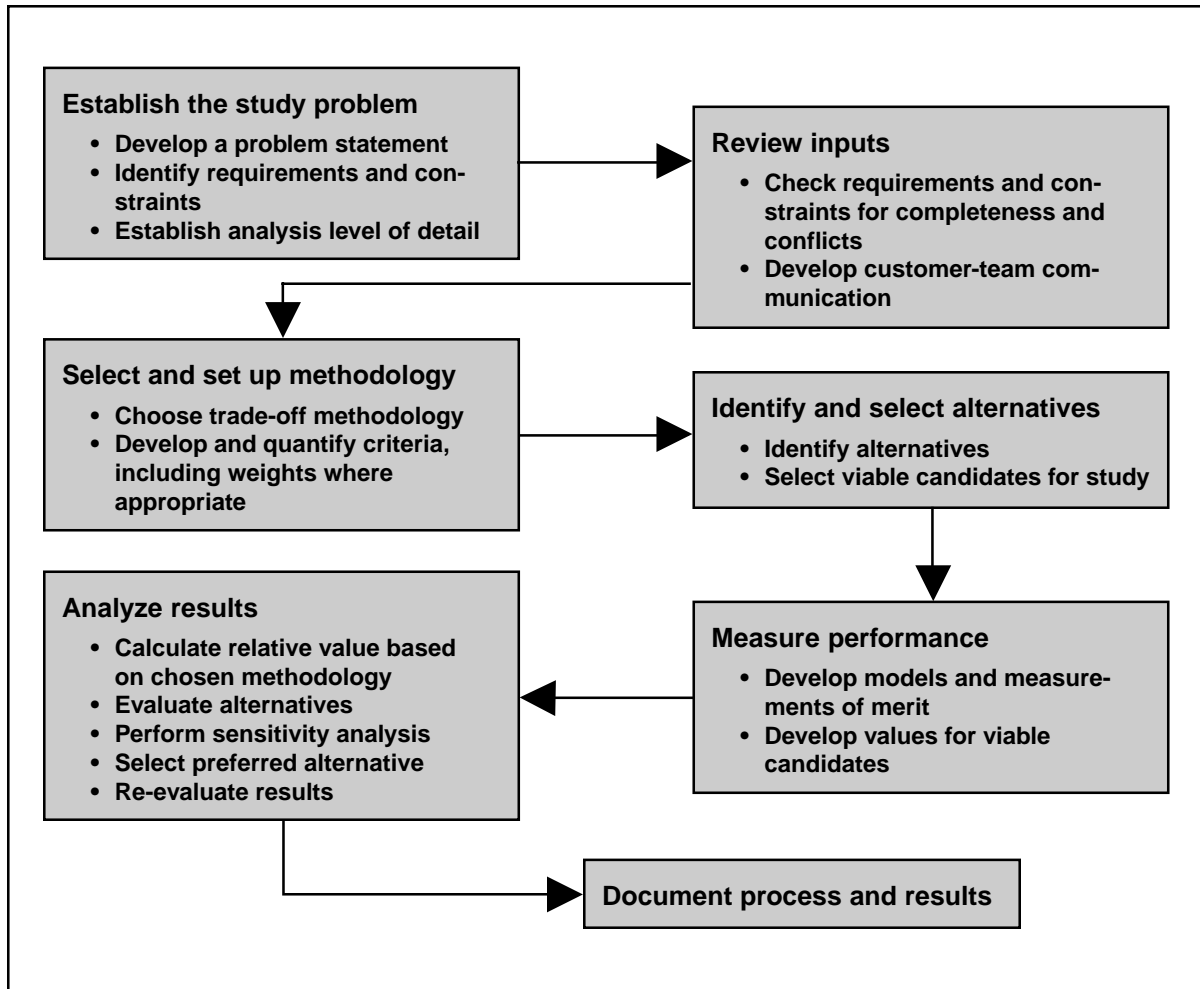 Establish the study problem
• Develop a problem statement
• Identify requirements and con-
straints
• Establish analysis level of detail
Review inputs
• Check requirements and con-
straints for completeness and
conflicts
• Develop customer-team com-
munication
Select and set up methodology
• Choose trade-off methodology
• Develop and quantify criteria,
including weights where
appropriate
Identify and select alternatives
• Identify alternatives
• Select viable candidates for study
Measure performance
• Develop models and measure-
ments of merit
• Develop values for viable
candidates
Analyze results
• Calculate relative value based
on chosen methodology
• Evaluate alternatives
• Perform sensitivity analysis
• Select preferred alternative
• Re-evaluate results
Document process and results